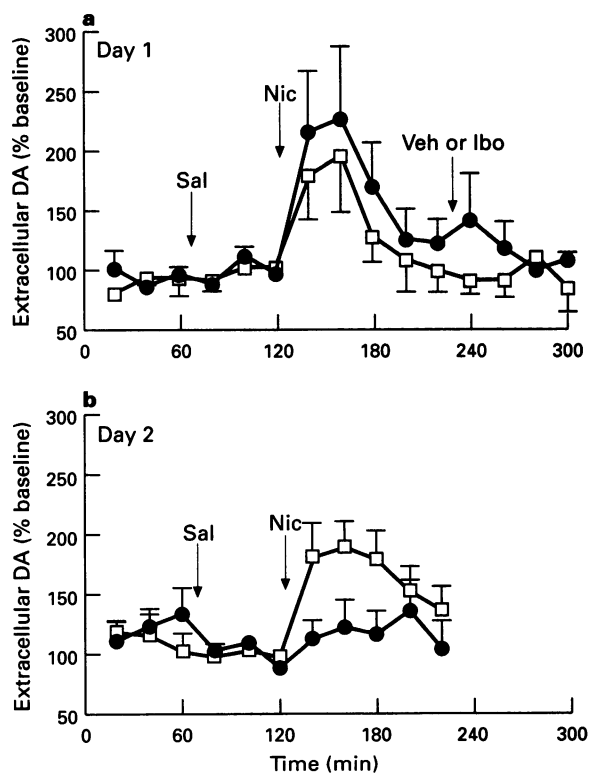 a
Day 1
Extracellular DA (% baseline)
300
250
200
150
100
50
Sal
Nic
Veh or Ibo
0
60
120
180
240
300
b
Day 2
Extracellular DA (% baseline)
300
250
200
150
100
50
Sal
Nic
0
60
120
180
240
300
Time (min)